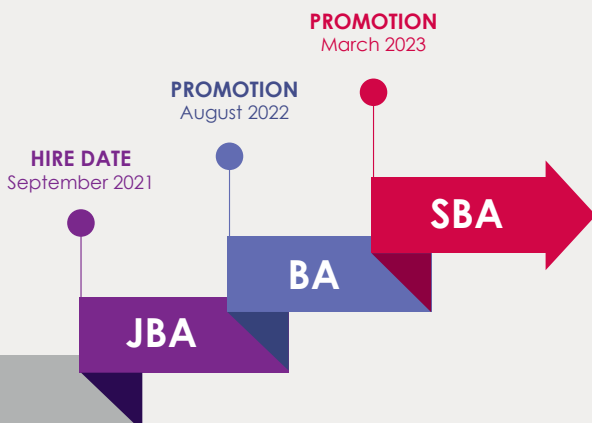 PROMOTION
March 2023
PROMOTION
August 2022
HIRE DATE
September 2021
SBA
BA
JBA